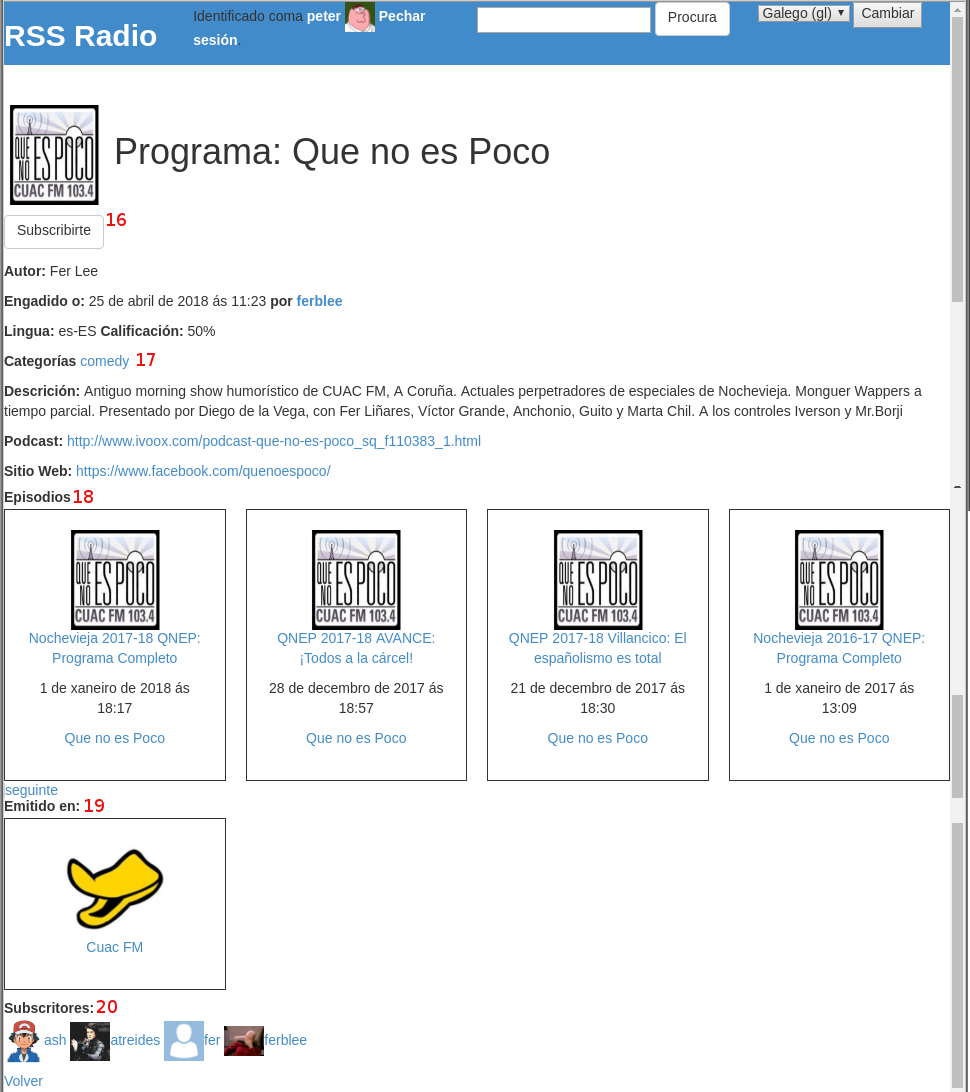 RSS Radio
Identificado coma peter Pechar
sesión.
Procura
Galego (gl)
Cambiar
QUE NO ES POCO
CUAC FM 103.4
Programa: Que no es Poco
Subscribirte 16
Autor: Fer Lee
Engadido o: 25 de abril de 2018 ás 11:23 por ferblee
Lingua: es-ES Calificación: 50%
Categorías comedy 17
Descrición: Antiguo morning show humorístico de CUAC FM, A Coruña. Actuales perpetradores de especiales de Nochevieja. Monguer Wappers a
tiempo parcial. Presentado por Diego de la Vega, con Fer Liñares, Víctor Grande, Anchonio, Guito y Marta Chil. A los controles Iverson y Mr.Borji
Podcast: http://www.ivoox.com/podcast-que-no-es-poco_sq_f110383_1.html
Sitio Web: https://www.facebook.com/quenoespoco/
Episodios 18
QUE NO ES POCO
CUAC FM 103.4
Nochevieja 2017-18 QNEP:
Programa Completo
1 de xaneiro de 2018 ás
18:17
Que no es Poco
QUE NO ES POCO
CUAC FM 103.4
QNEP 2017-18 AVANCE:
¡Todos a la cárcel!
28 de decembro de 2017 ás
18:57
Que no es Poco
QUE NO ES POCO
CUAC FM 103.4
QNEP 2017-18 Villancico: El
españolismo es total
21 de decembro de 2017 ás
18:30
Que no es Poco
QUE NO ES POCO
CUAC FM 103.4
Nochevieja 2016-17 QNEP:
Programa Completo
1 de xaneiro de 2017 ás
13:09
Que no es Poco
seguinte
Emitido en: 19
Cuac FM
Subscritores: 20
ash atreides fer ferblee
Volver